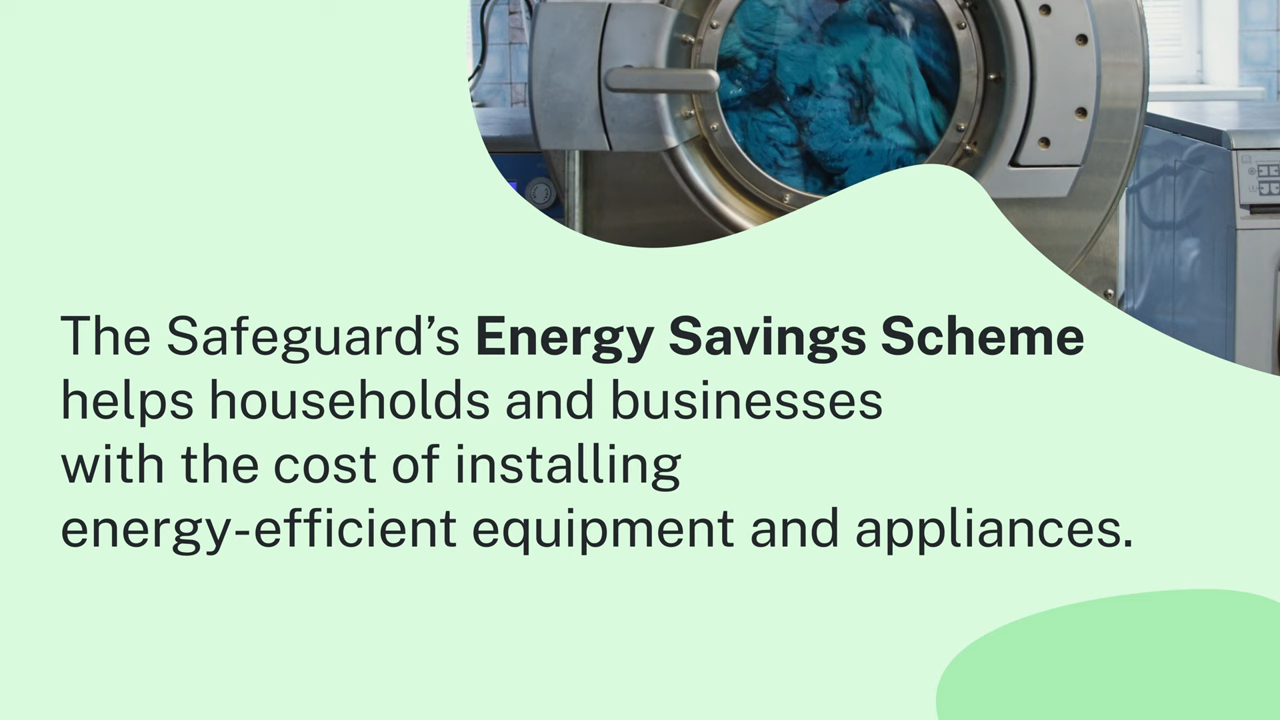 The Safeguard’s Energy Savings Scheme
helps households and businesses
with the cost of installing
energy-efficient equipment and appliances.